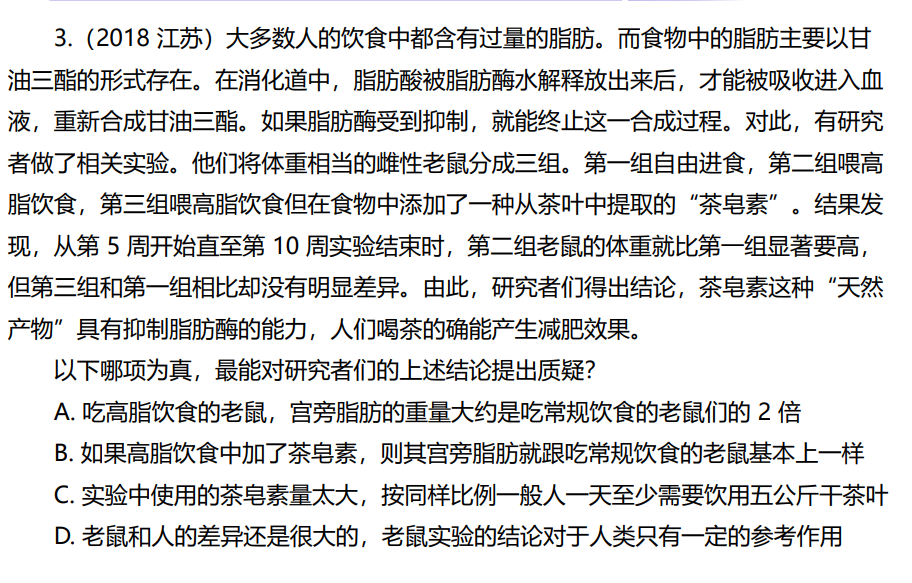 3.（2018 江苏）大多数人的饮食中都含有过量的脂肪。而食物中的脂肪主要以甘
油三酯的形式存在。在消化道中，脂肪酸被脂肪酶水解释放出来后，才能被吸收进入血
液，重新合成甘油三酯。如果脂肪酶受到抑制，就能终止这一合成过程。对此，有研究
者做了相关实验。他们将体重相当的雌性老鼠分成三组。第一组自由进食，第二组喂高
脂饮食，第三组喂高脂饮食但在食物中添加了一种从茶叶中提取的“茶皂素”。结果发
现，从第 5 周开始直至第 10 周实验结束时，第二组老鼠的体重就比第一组显著要高，
但第三组和第一组相比却没有明显差异。由此，研究者们得出结论，茶皂素这种“天然
产物”具有抑制脂肪酶的能力，人们喝茶的确能产生减肥效果。
以下哪项为真，最能对研究者们的上述结论提出质疑？
A. 吃高脂饮食的老鼠，宫旁脂肪的重量大约是吃常规饮食的老鼠们的 2 倍
B. 如果高脂饮食中加了茶皂素，则其宫旁脂肪就跟吃常规饮食的老鼠基本上一样
C. 实验中使用的茶皂素量太大，按同样比例一般人一天至少需要饮用五公斤干茶叶
D. 老鼠和人的差异还是很大的，老鼠实验的结论对于人类只有一定的参考作用